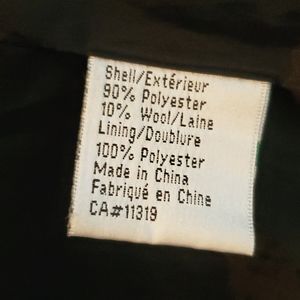 Shell/Extérieur
90% Polyester
10% Wool/Laine
Lining/Doublure
100% Polyester
Made in China
Fabriqué en Chine
CA#11319